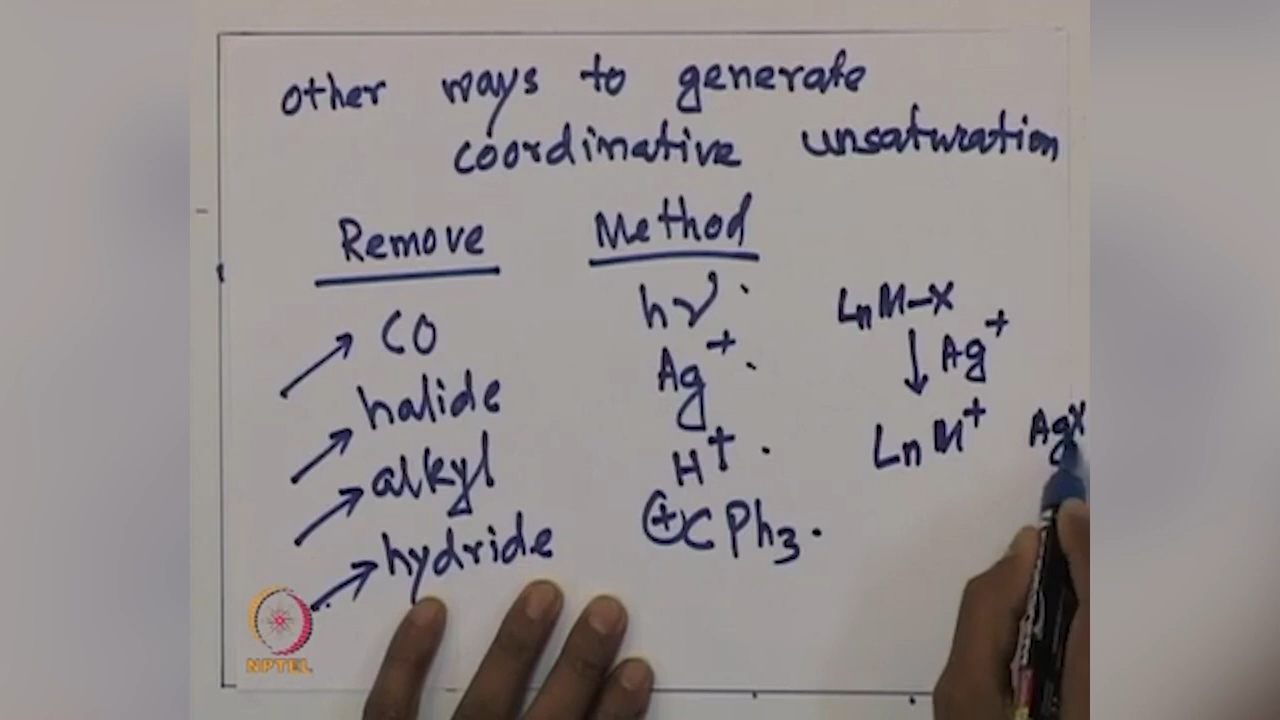 other ways to generate
coordinative unsaturation
Remove Method
CO hν
halide Ag+
alkyl H+
hydride ⊕CPh3
LnM-X
↓ Ag+
LnM+ AgX
NPTEL